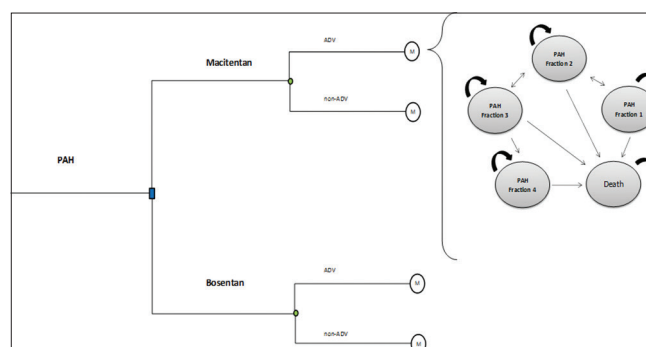 PAH
Macitentan
ADV
M
non-ADV
M
Bosentan
ADV
M
non-ADV
M
PAH
Fraction 2
PAH
Fraction 3
PAH
Fraction 1
PAH
Fraction 4
Death